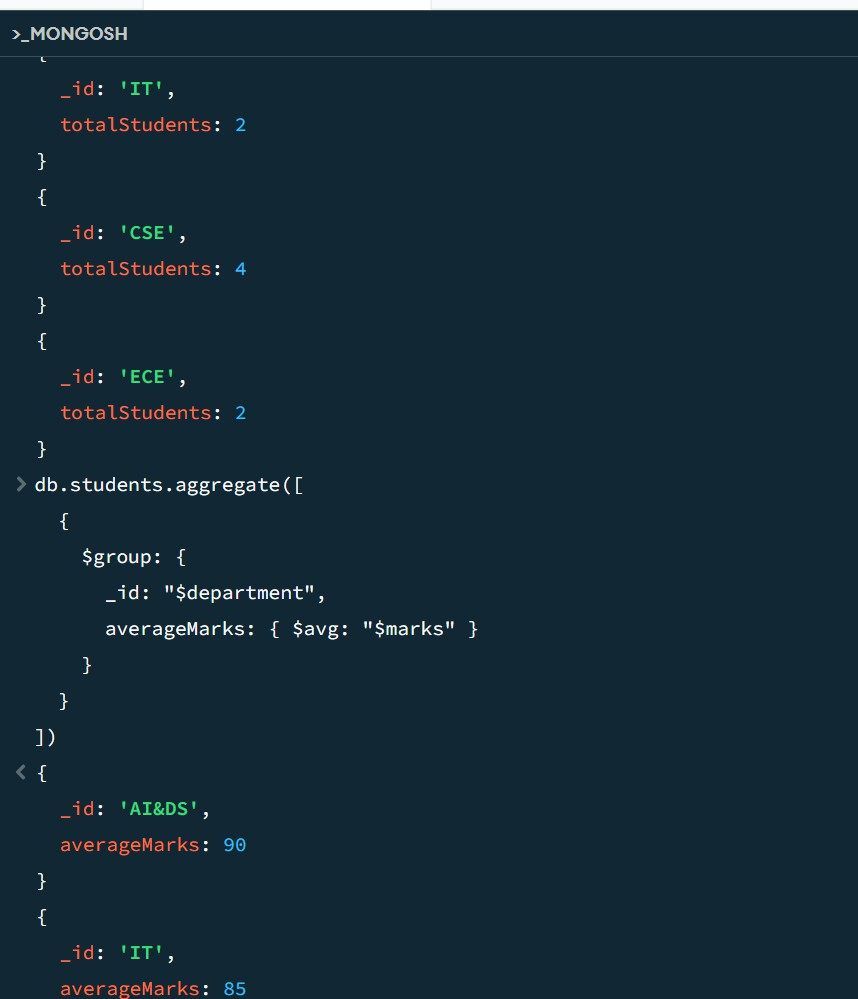 >_MONGOSH
{
_id: 'IT',
totalStudents: 2
}
{
_id: 'CSE',
totalStudents: 4
}
{
_id: 'ECE',
totalStudents: 2
}
> db.students.aggregate([
{
$group: {
_id: "$department",
averageMarks: { $avg: "$marks" }
}
}
])
< {
_id: 'AI&DS',
averageMarks: 90
}
{
_id: 'IT',
averageMarks: 85